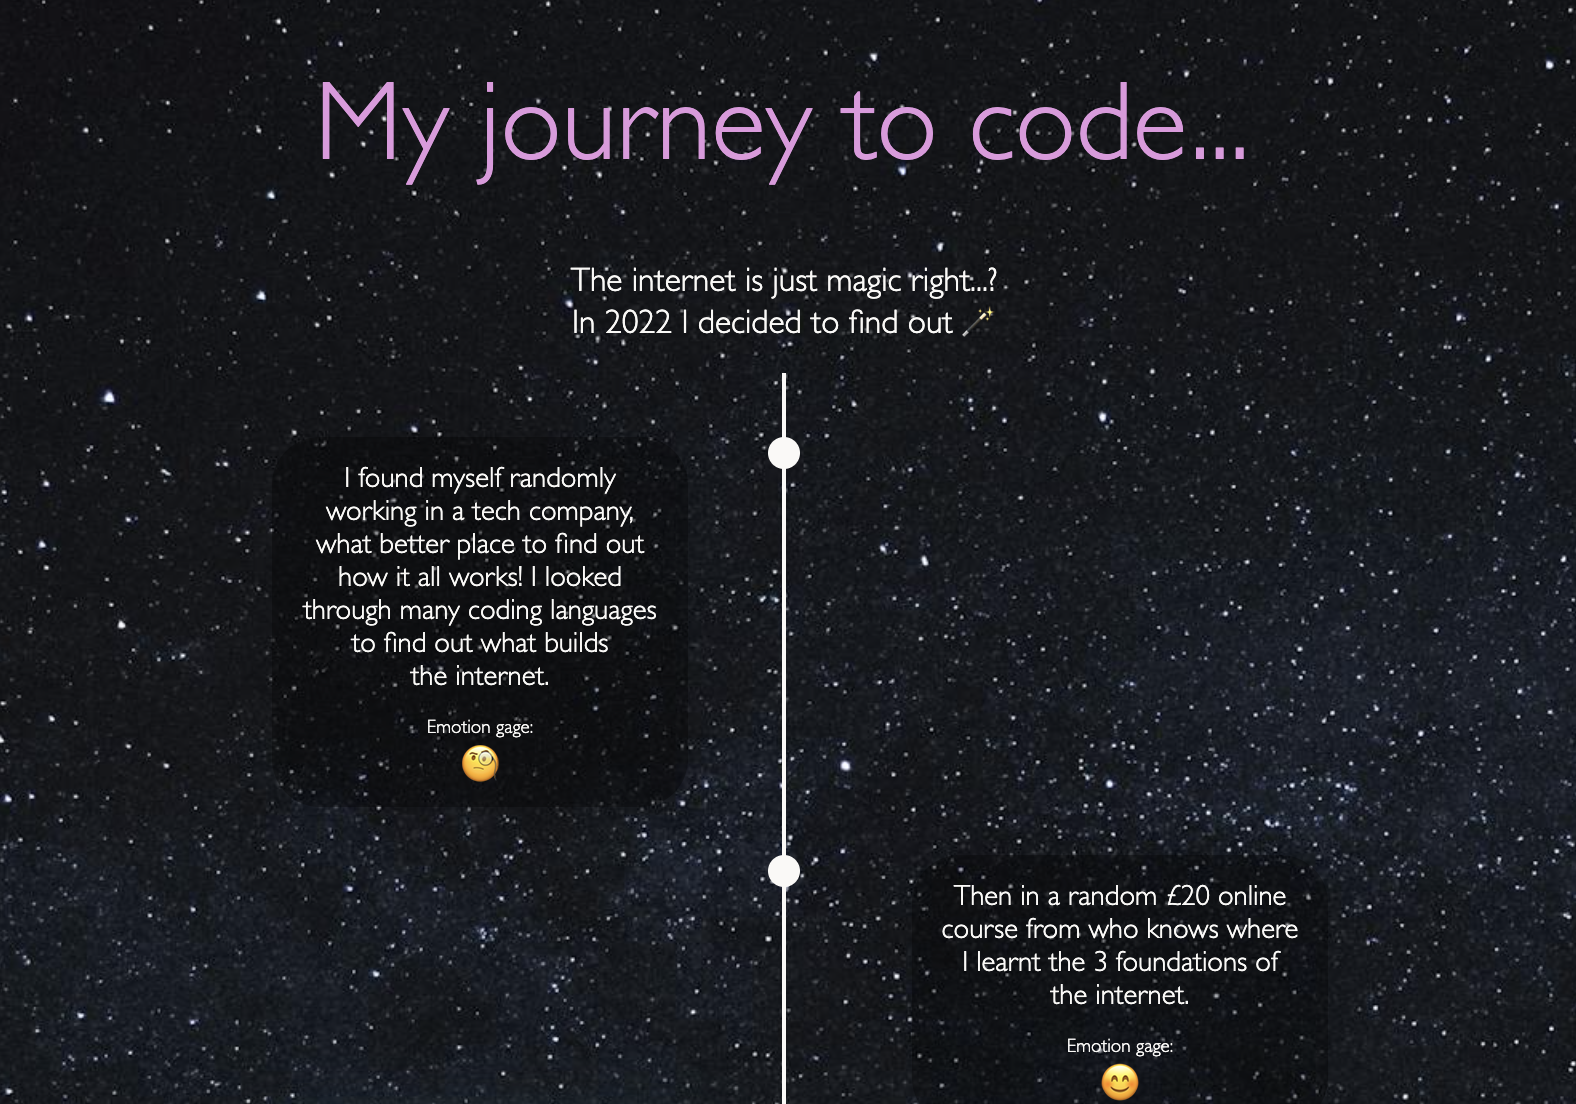 My journey to code...
The internet is just magic right...?
In 2022 I decided to find out 🪄
I found myself randomly
working in a tech company,
what better place to find out
how it all works! I looked
through many coding languages
to find out what builds
the internet.
Emotion gage:
🧐
Then in a random £20 online
course from who knows where
I learnt the 3 foundations of
the internet.
Emotion gage:
😊